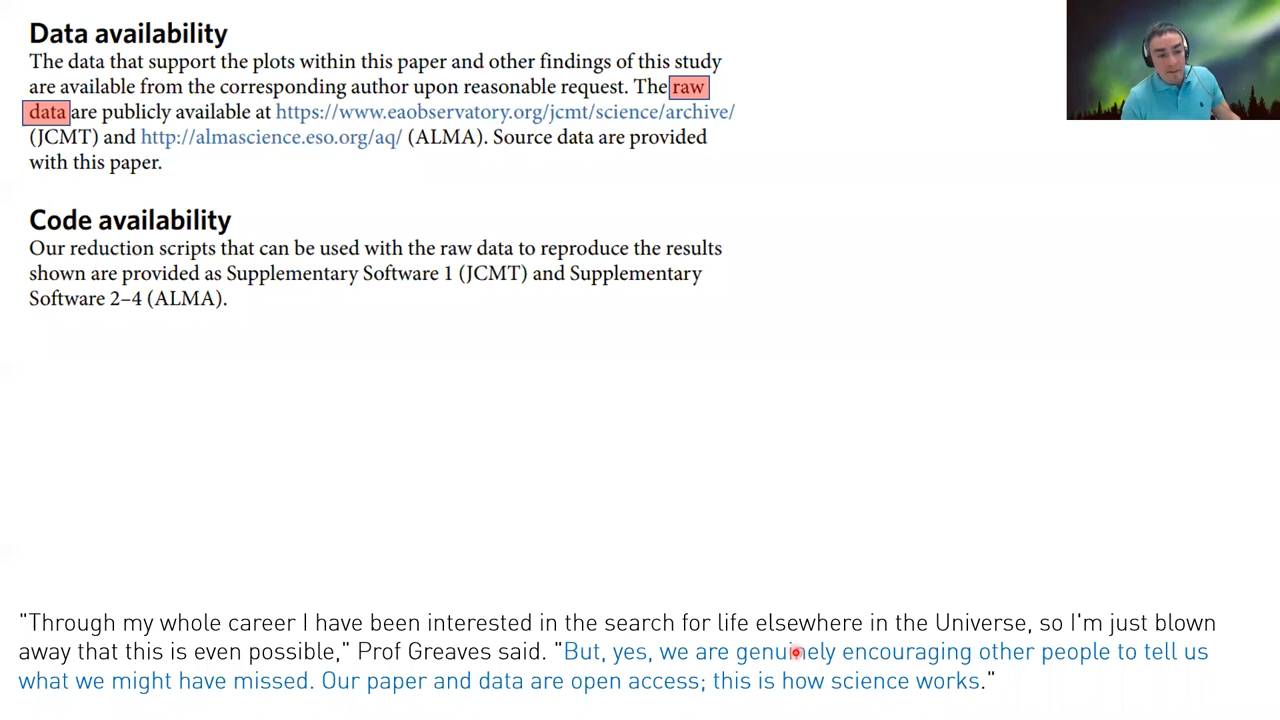 Data availability
The data that support the plots within this paper and other findings of this study
are available from the corresponding author upon reasonable request. The raw
data are publicly available at https://www.eaobservatory.org/jcmt/science/archive/
(JCMT) and http://almascience.eso.org/aq/ (ALMA). Source data are provided
with this paper.
Code availability
Our reduction scripts that can be used with the raw data to reproduce the results
shown are provided as Supplementary Software 1 (JCMT) and Supplementary
Software 2–4 (ALMA).
"Through my whole career I have been interested in the search for life elsewhere in the Universe, so I'm just blown
away that this is even possible," Prof Greaves said. "But, yes, we are genuinely encouraging other people to tell us
what we might have missed. Our paper and data are open access; this is how science works."